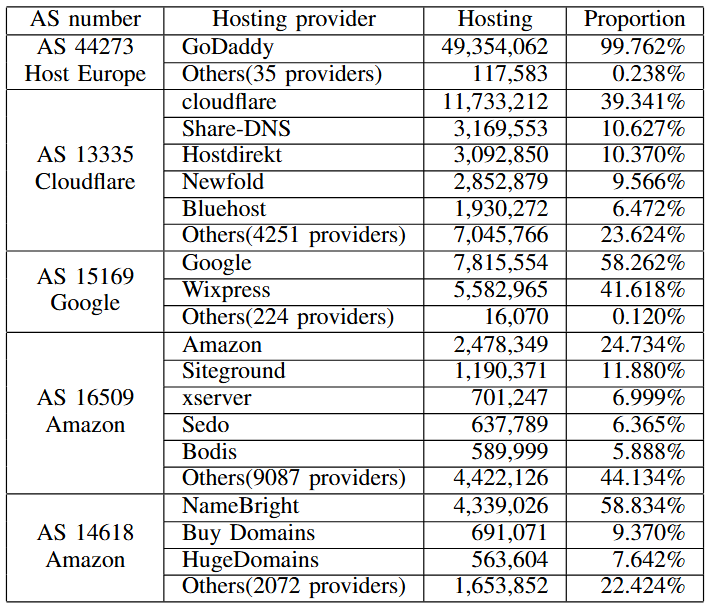 AS number Hosting provider Hosting Proportion
AS 44273 Host Europe GoDaddy 49,354,062 99.762%
Others(35 providers) 117,583 0.238%
AS 13335 Cloudflare cloudflare 11,733,212 39.341%
Share-DNS 3,169,553 10.627%
Hostdirekt 3,092,850 10.370%
Newfold 2,852,879 9.566%
Bluehost 1,930,272 6.472%
Others(4251 providers) 7,045,766 23.624%
AS 15169 Google Google 7,815,554 58.262%
Wixpress 5,582,965 41.618%
Others(224 providers) 16,070 0.120%
AS 16509 Amazon Amazon 2,478,349 24.734%
Siteground 1,190,371 11.880%
xserver 701,247 6.999%
Sedo 637,789 6.365%
Bodis 589,999 5.888%
Others(9087 providers) 4,422,126 44.134%
AS 14618 Amazon NameBright 4,339,026 58.834%
Buy Domains 691,071 9.370%
HugeDomains 563,604 7.642%
Others(2072 providers) 1,653,852 22.424%